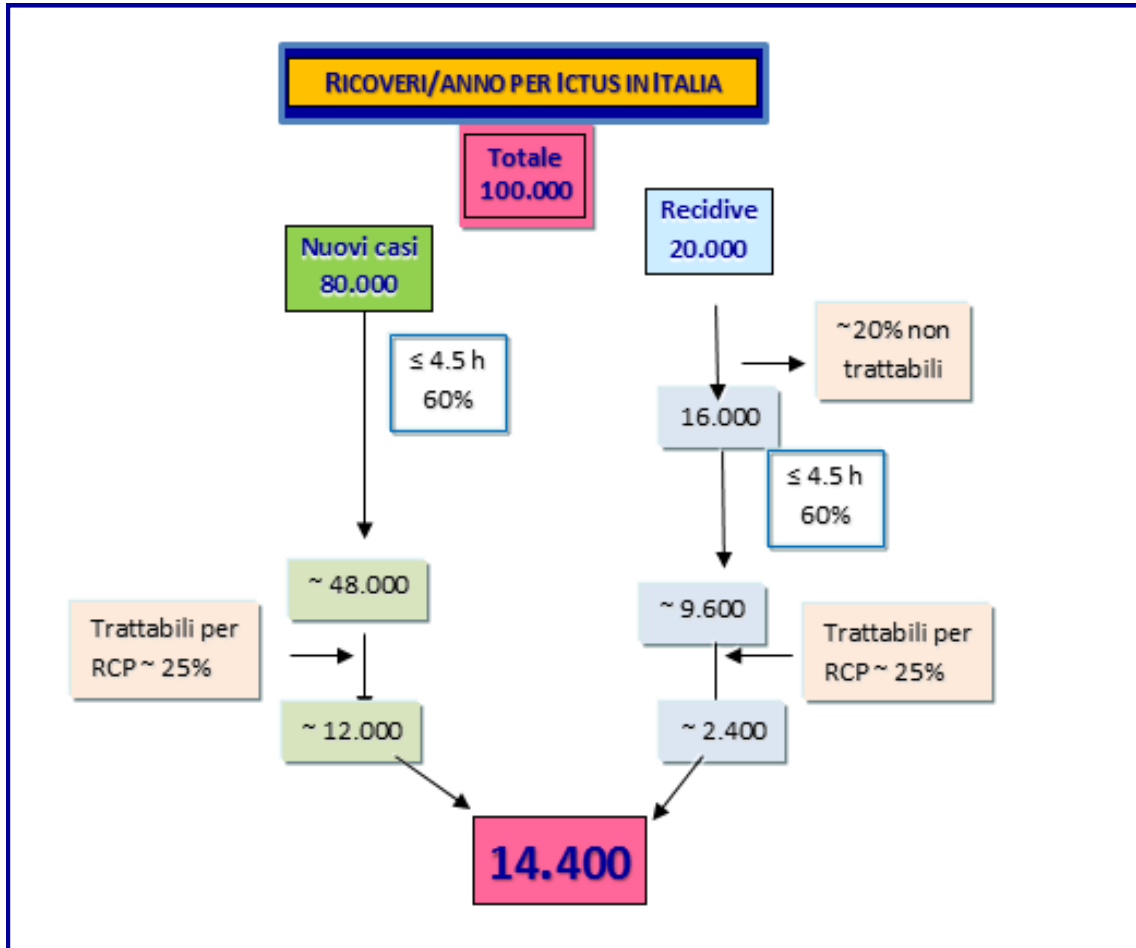 RICOVERI/ANNO PER ICTUS IN ITALIA
Totale
100.000
Recidive
20.000
Nuovi casi
80.000
≤ 4.5 h
60%
~20% non
trattabili
16.000
≤ 4.5 h
60%
~ 48.000
~ 9.600
Trattabili per
RCP ~ 25%
Trattabili per
RCP ~ 25%
~ 12.000
~ 2.400
14.400